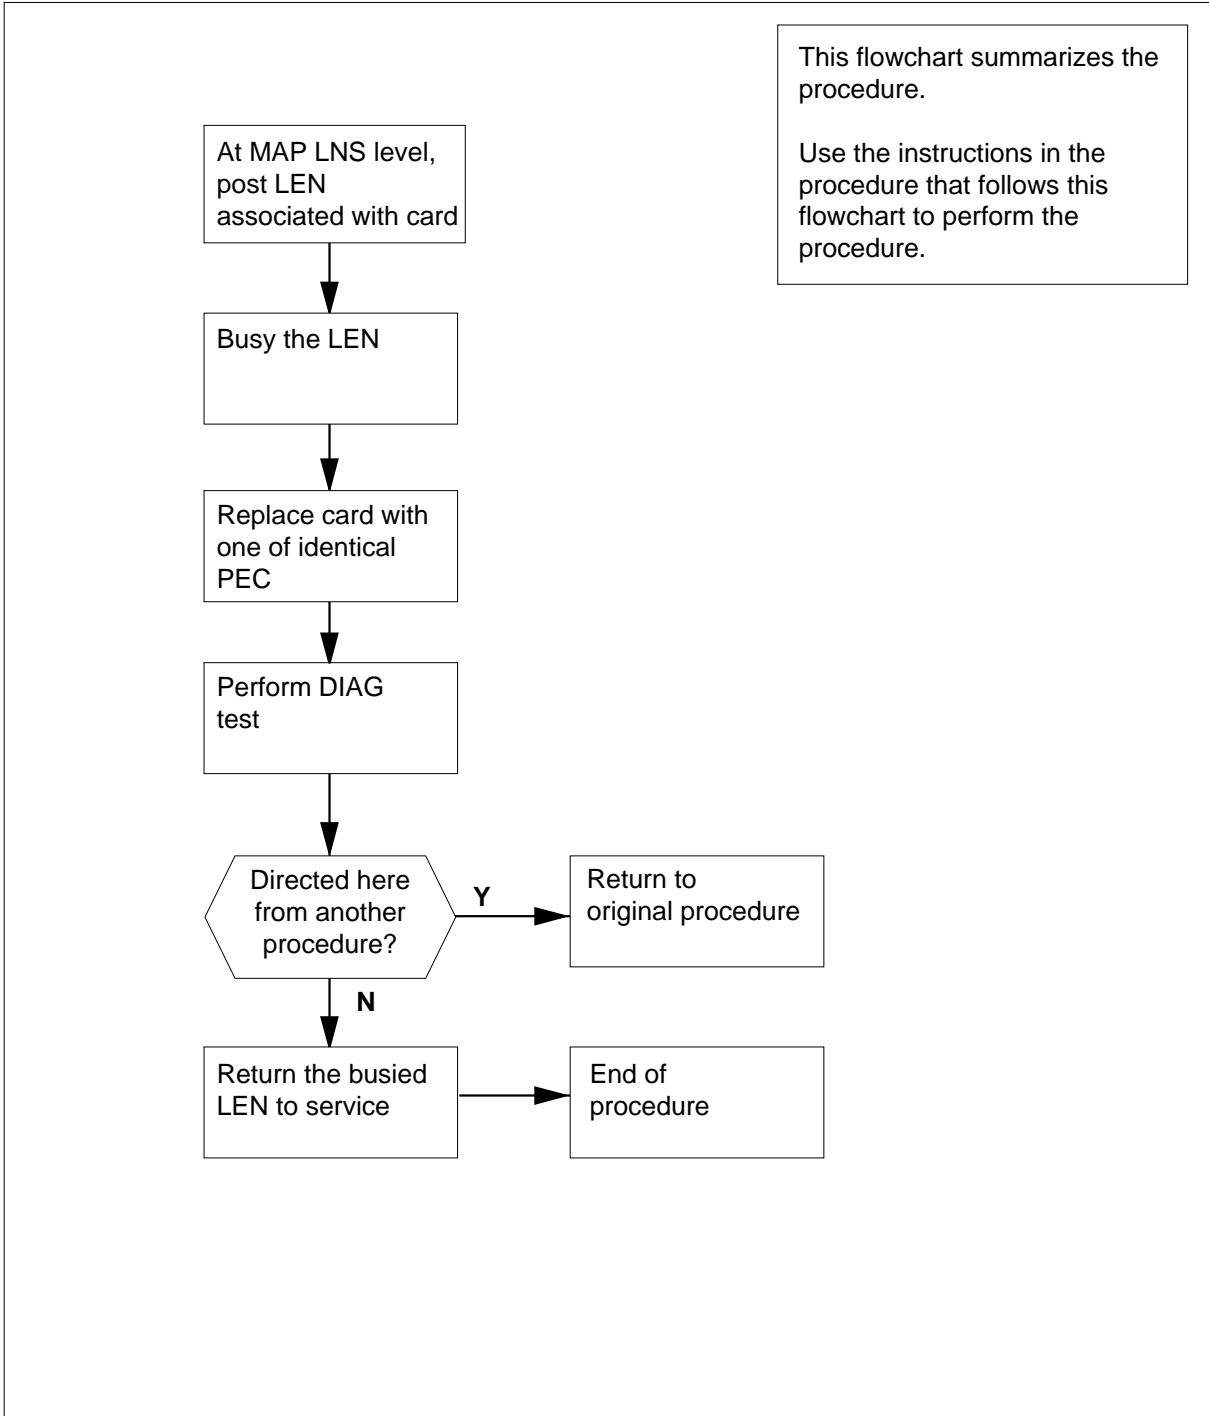 This flowchart summarizes the
procedure.
Use the instructions in the
procedure that follows this
flowchart to perform the
procedure.
At MAP LNS level,
post LEN
associated with card
Busy the LEN
Replace card with
one of identical
PEC
Perform DIAG
test
Directed here
from another
procedure?
Y
Return to
original procedure
N
Return the busied
LEN to service
End of
procedure